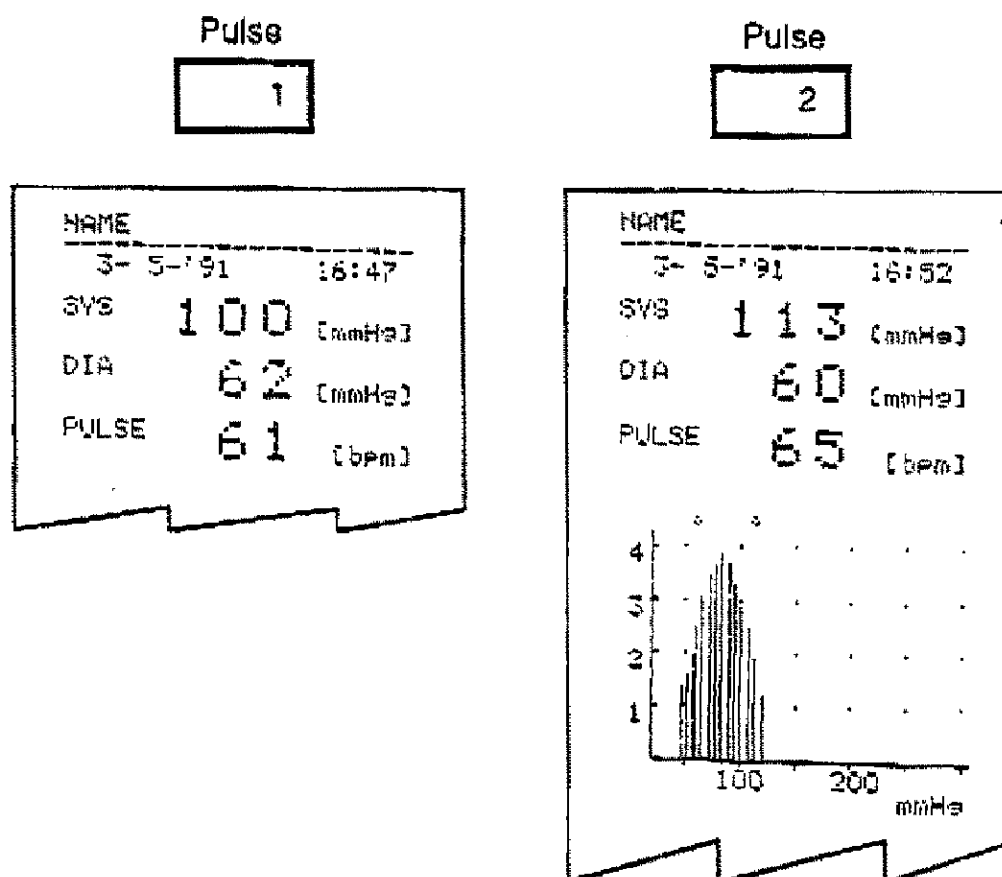 Pulse
1
NAME
3- 5-'91 16:47
SYS 100 [mmHg]
DIA 62 [mmHg]
PULSE 61 [bpm]
Pulse
2
NAME
3- 5-'91 16:52
SYS 113 [mmHg]
DIA 60 [mmHg]
PULSE 65 [bpm]
4
3
2
1
100 200
mmHg